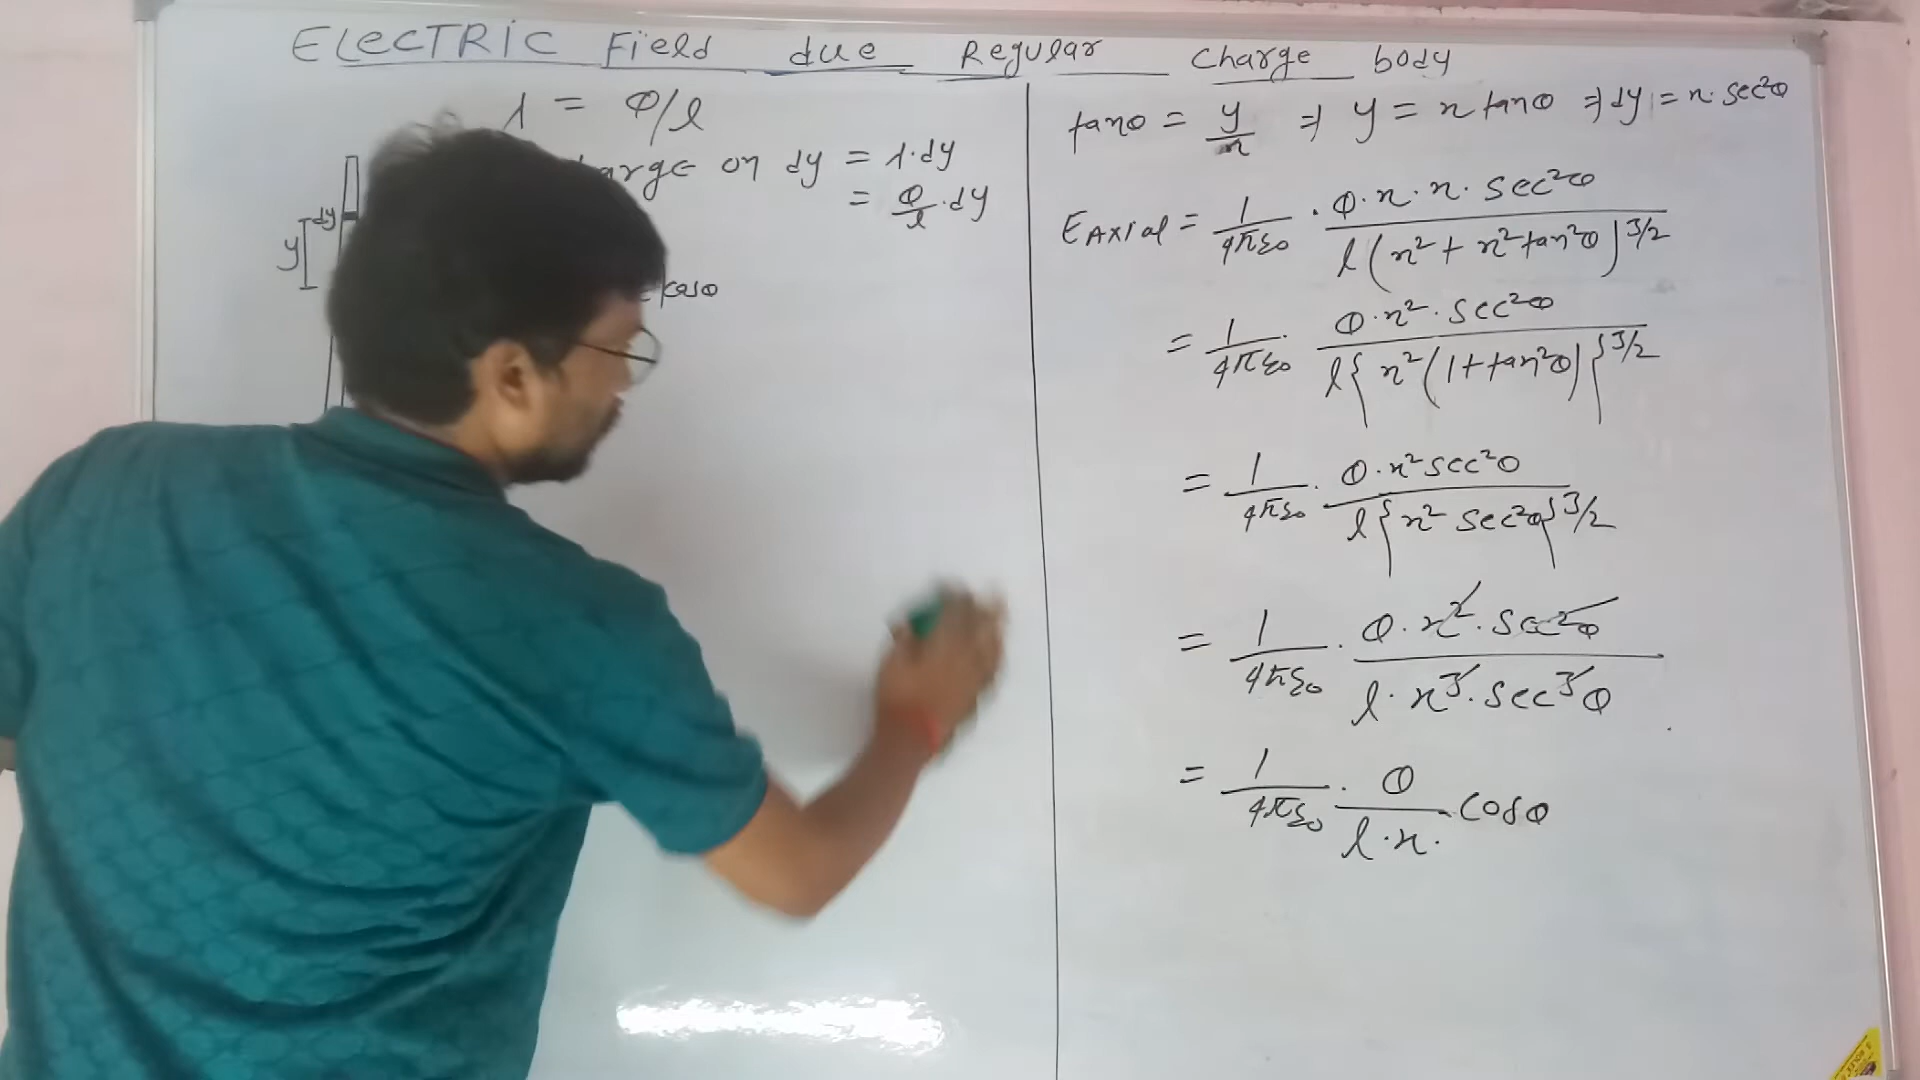 ELECTRIC Field due Regular Charge body
λ = Q/l
charge on dy = λ·dy
= Q/l · dy
dy
y
cosθ
tanθ = y/x ⇒ y = x tanθ ⇒ dy = x·sec²θ
E Axial = 1/4πε₀ · Q·x·x·sec²θ / l(x² + x²tan²θ)^3/2
= 1/4πε₀ · Q·x²·sec²θ / l{x²(1+tan²θ)}^3/2
= 1/4πε₀ · Q·x²sec²θ / l{x² sec²θ}^3/2
= 1/4πε₀ · Q·x²·sec²θ / l·x³·sec³θ
= 1/4πε₀ · Q / l·x · cosθ